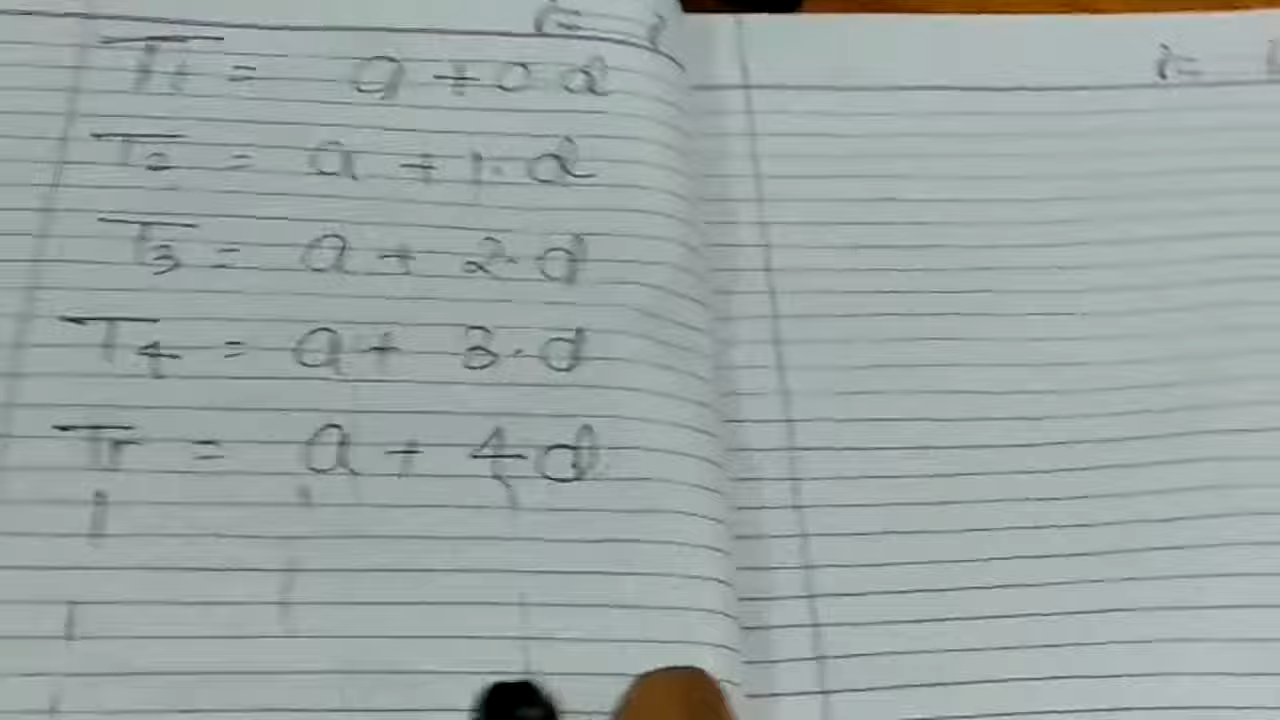 T1 = a + 0 d
T2 = a + 1. d
T3 = a + 2. d
T4 = a + 3. d
T5 = a + 4 d
i=